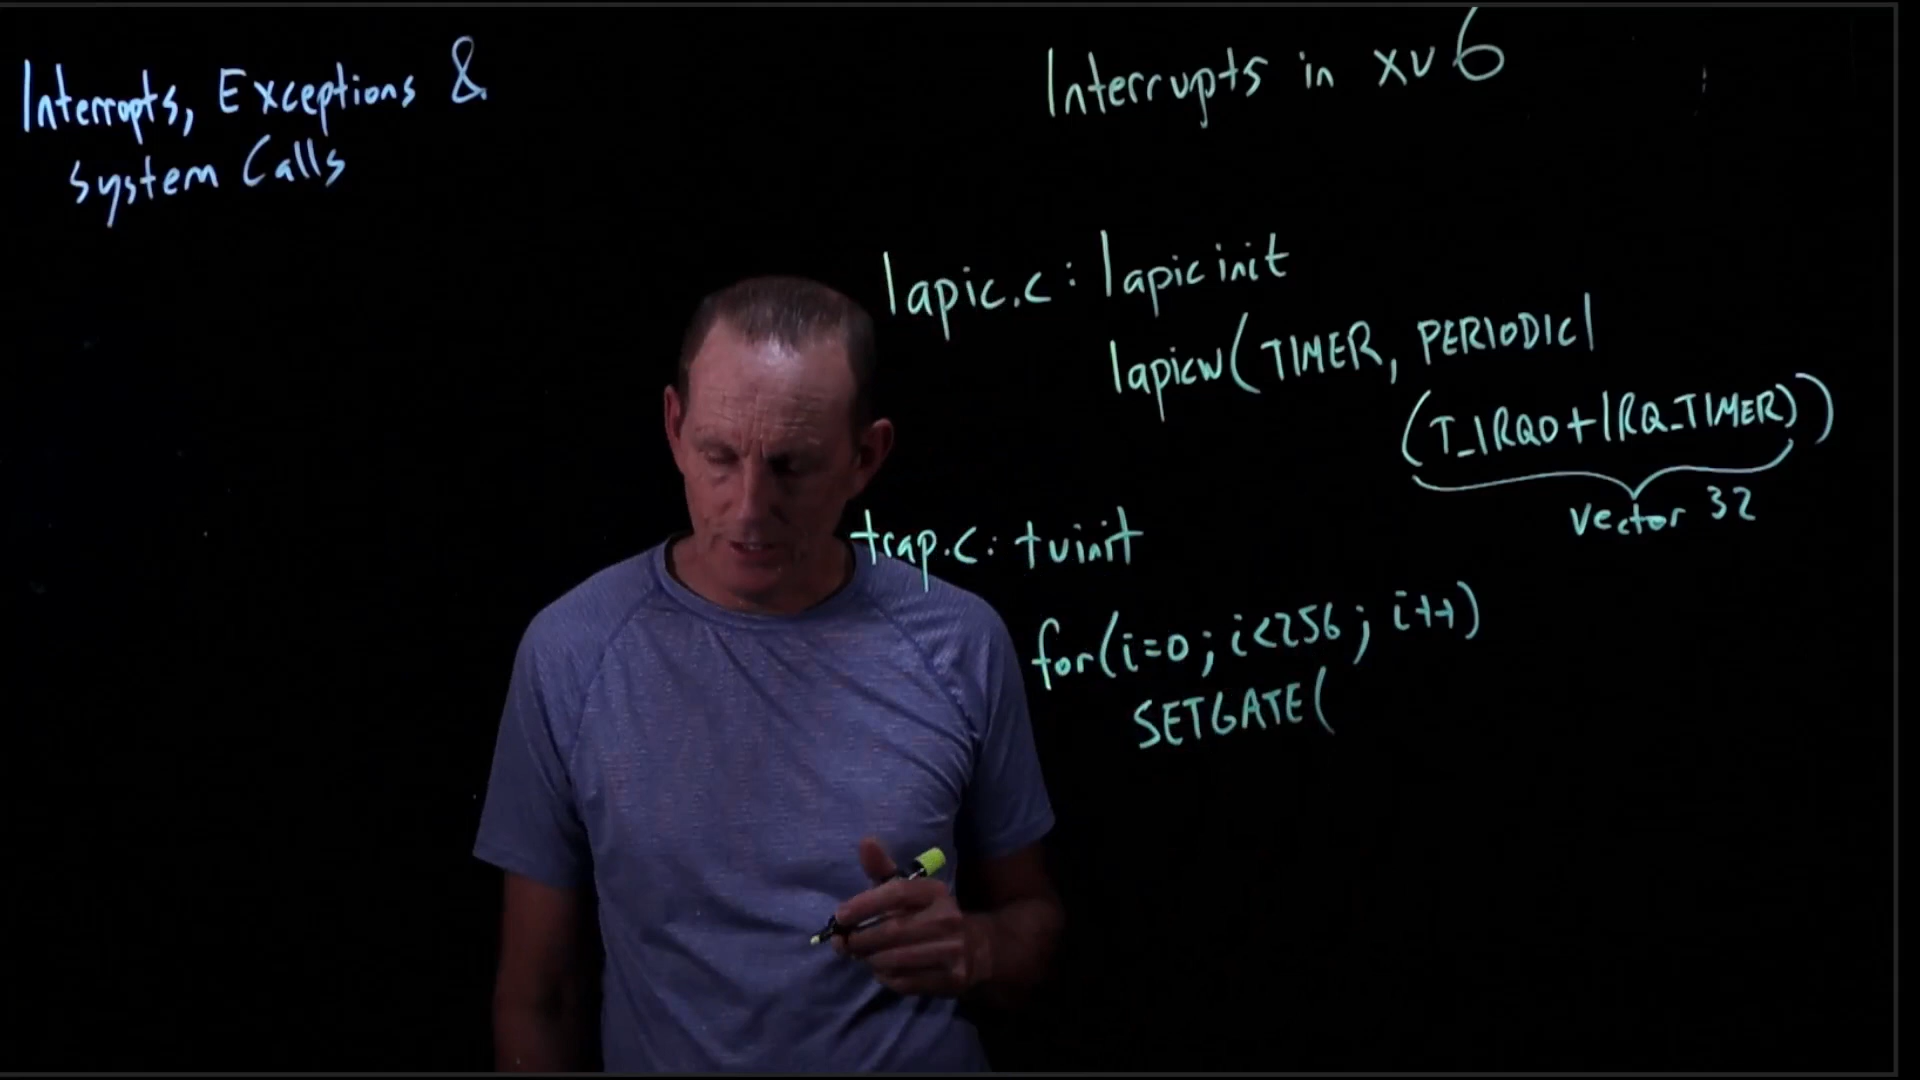 Interrupts, Exceptions &
System Calls
Interrupts in xv6
lapic.c: lapicinit
lapicw(TIMER, PERIODIC|
(T_IRQ0+IRQ_TIMER))
vector 32
trap.c: tvinit
for(i=0; i<256; i++)
SETGATE(